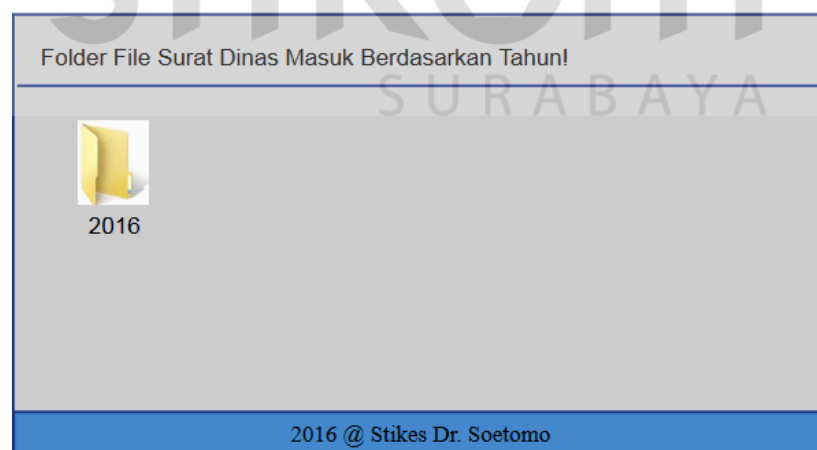 Folder File Surat Dinas Masuk Berdasarkan Tahun!
SURABAYA
2016
2016 @ Stikes Dr. Soetomo